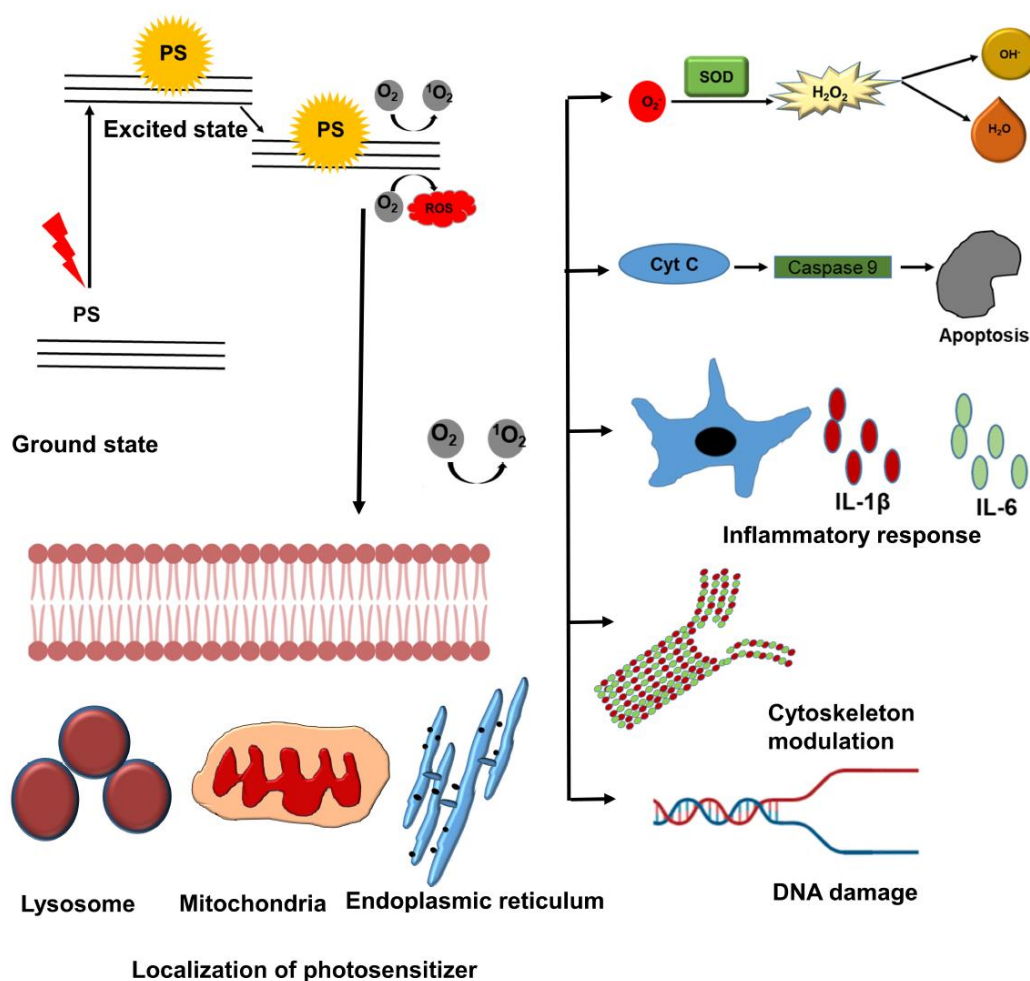 PS
Excited state
PS
O₂
¹O₂
O₂
ROS
PS
Ground state
O₂
¹O₂
Lysosome
Mitochondria
Endoplasmic reticulum
Localization of photosensitizer
O₂⁻
SOD
H₂O₂
OH·
H₂O
Cyt C
Caspase 9
Apoptosis
IL-1β
IL-6
Inflammatory response
Cytoskeleton
modulation
DNA damage